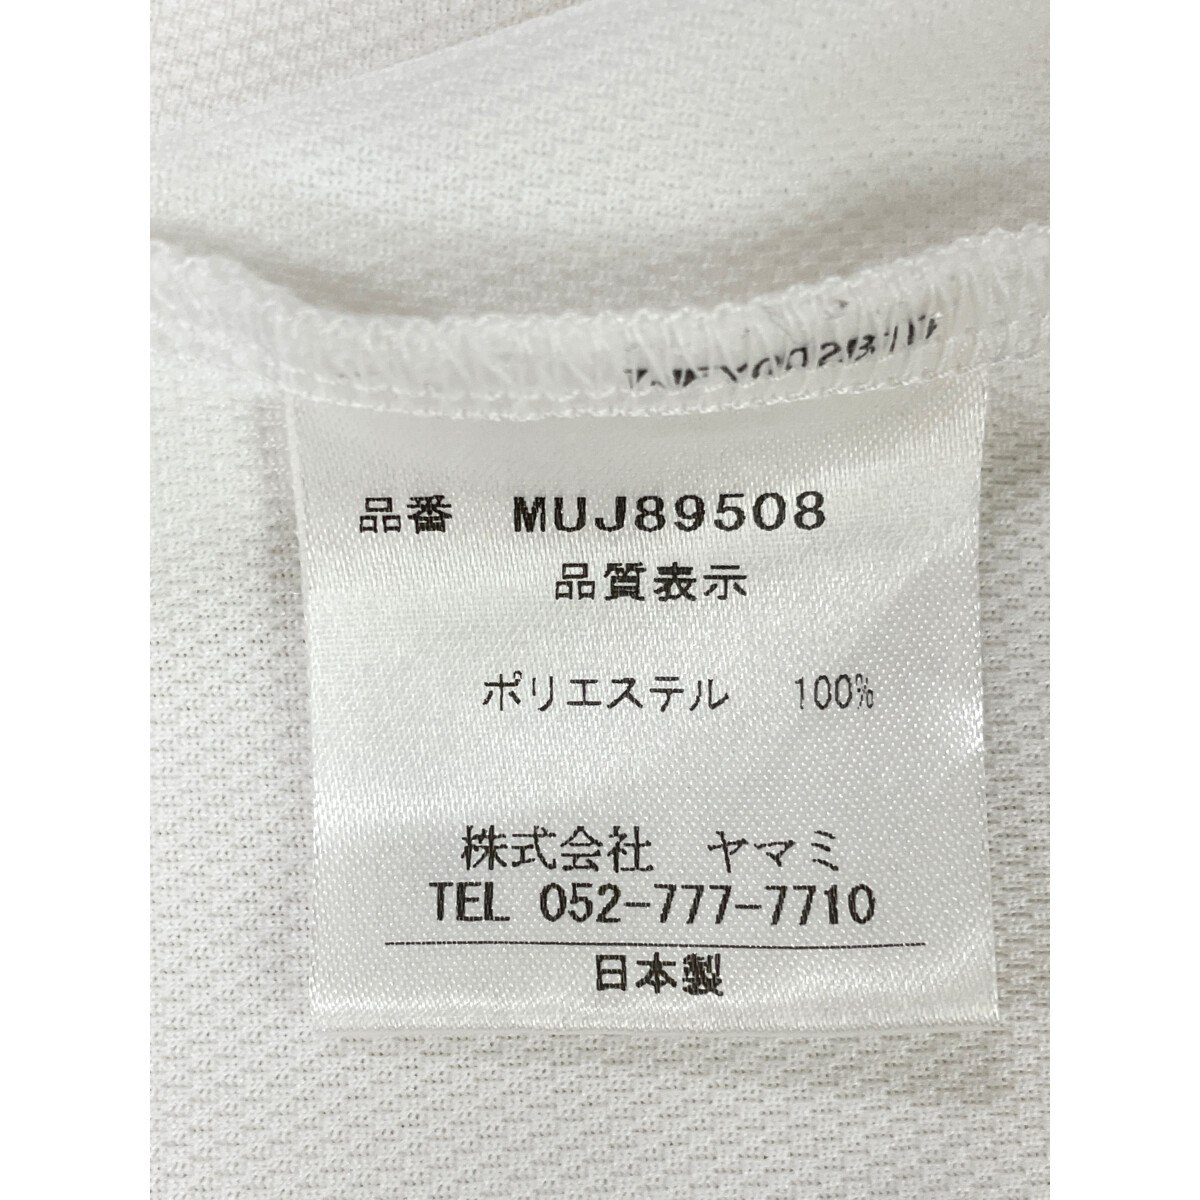 品番 MUJ89508
品質表示
ポリエステル 100%
株式会社 ヤマミ
TEL 052-777-7710
日本製